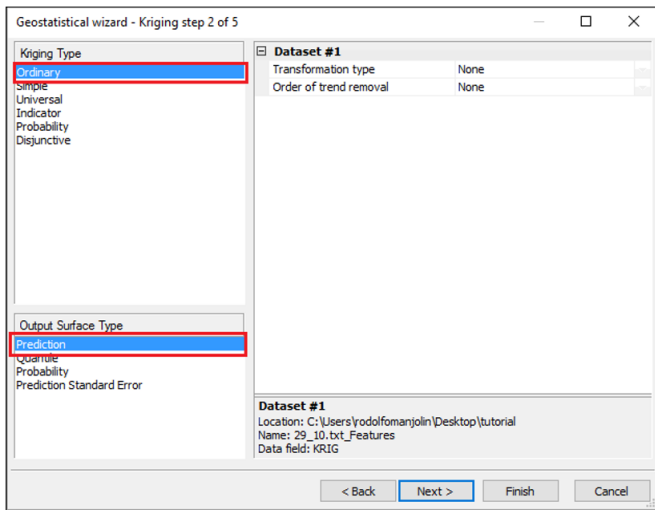 Geostatistical wizard - Kriging step 2 of 5
Kriging Type
Ordinary
Simple
Universal
Indicator
Probability
Disjunctive
Dataset #1
Transformation type None
Order of trend removal None
Output Surface Type
Prediction
Quantile
Probability
Prediction Standard Error
Dataset #1
Location: C:\Users\rodolfomanjolin\Desktop\tutorial
Name: 29_10.txt_Features
Data field: KRIG
< Back Next > Finish Cancel